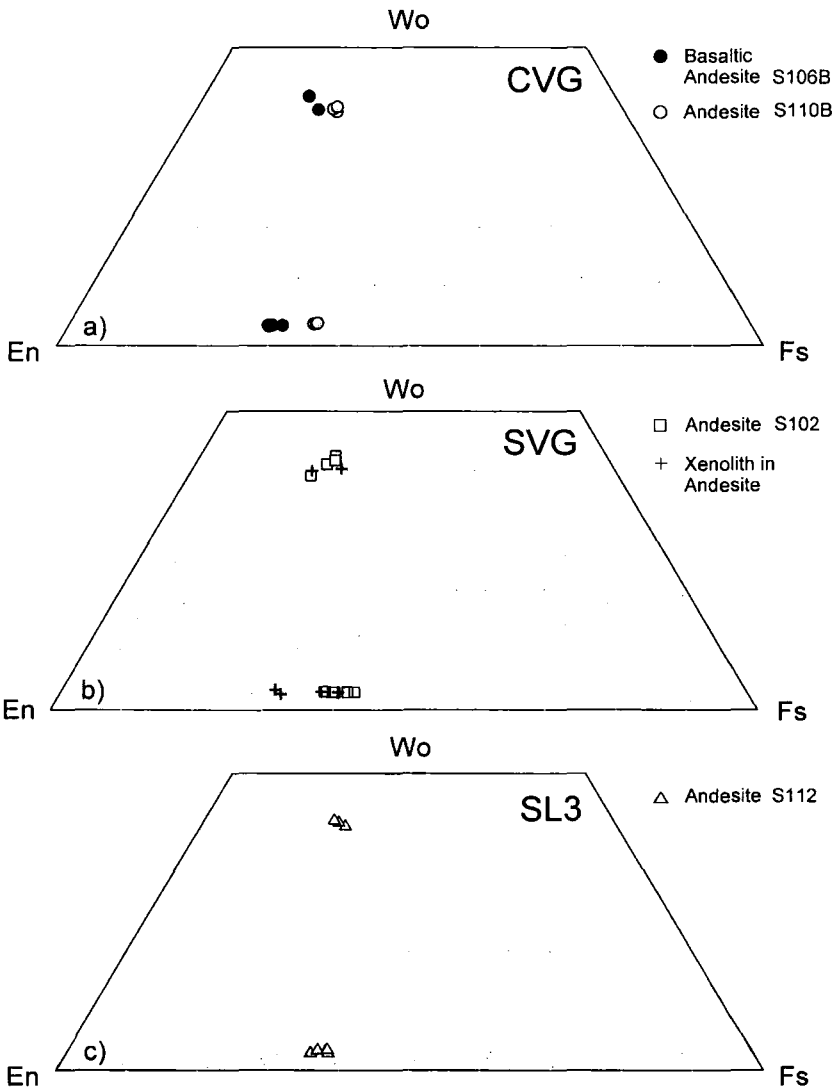 Wo
CVG
Basaltic
Andesite S106B
Andesite S110B
a)
En
Fs
Wo
SVG
Andesite S102
Xenolith in
Andesite
b)
En
Fs
Wo
SL3
Andesite S112
c)
En
Fs